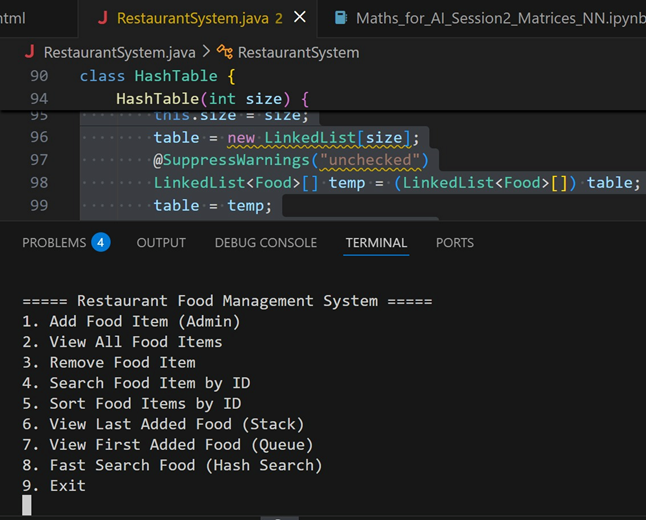 html
RestaurantSystem.java 2
Maths_for_AI_Session2_Matrices_NN.ipynb
RestaurantSystem.java > RestaurantSystem
90 class HashTable {
94 HashTable(int size) {
95 this.size = size;
96 table = new LinkedList[size];
97 @SuppressWarnings("unchecked")
98 LinkedList<Food>[] temp = (LinkedList<Food>[]) table;
99 table = temp;
PROBLEMS 4 OUTPUT DEBUG CONSOLE TERMINAL PORTS
===== Restaurant Food Management System =====
1. Add Food Item (Admin)
2. View All Food Items
3. Remove Food Item
4. Search Food Item by ID
5. Sort Food Items by ID
6. View Last Added Food (Stack)
7. View First Added Food (Queue)
8. Fast Search Food (Hash Search)
9. Exit